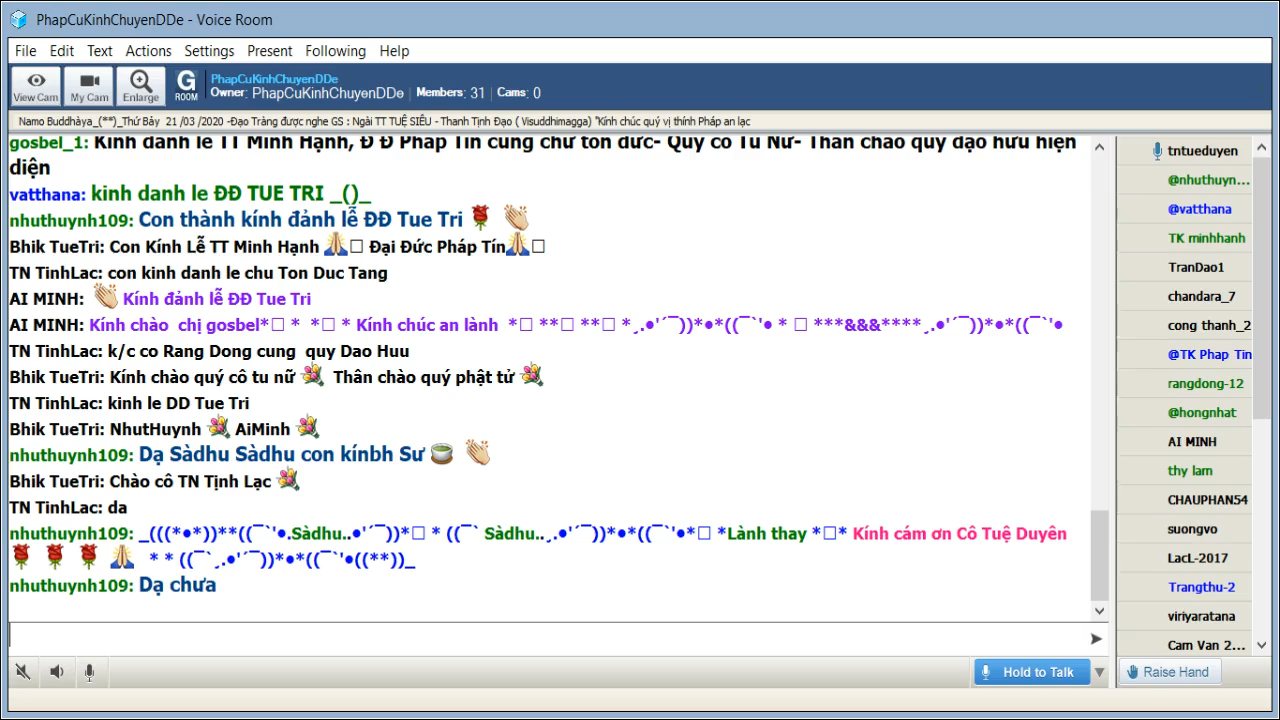 PhapCuKinhChuyenDDe - Voice Room
File Edit Text Actions Settings Present Following Help
View Cam My Cam Enlarge G ROOM
PhapCuKinhChuyenDDe
Owner: PhapCuKinhChuyenDDe Members: 31 Cams: 0
Namo Buddhàya_(**)_Thứ Bảy 21 /03 /2020 -Đạo Tràng được nghe GS : Ngài TT TUỆ SIÊU - Thanh Tịnh Đạo ( Visuddhimagga) "Kính chúc quý vị thính Pháp an lạc
gosbel_1: Kính đảnh lễ TT Minh Hạnh, Đ Đ Pháp Tín cùng chư tôn đức- Quý cô Tu Nữ- Thân chào quý đạo hữu hiện
diện
vatthana: kinh danh le ĐĐ TUE TRI _()_
nhuthuynh109: Con thành kính đảnh lễ ĐĐ Tue Tri
Bhik TueTri: Con Kính Lễ TT Minh Hạnh Đại Đức Pháp Tín
TN TinhLac: con kinh danh le chu Ton Duc Tang
AI MINH: Kính đảnh lễ ĐĐ Tue Tri
AI MINH: Kính chào chị gosbel*□ * *□ * Kính chúc an lành *□ **□ **□ *¸.•'´¯))*•*((¯`'• * □ ***&&&****¸.•'´¯))*•*((¯`'•
TN TinhLac: k/c co Rang Dong cung quy Dao Huu
Bhik TueTri: Kính chào quý cô tu nữ Thân chào quý phật tử
TN TinhLac: kinh le DD Tue Tri
Bhik TueTri: NhutHuynh AiMinh
nhuthuynh109: Dạ Sàdhu Sàdhu con kínbh Sư
Bhik TueTri: Chào cô TN Tịnh Lạc
TN TinhLac: da
nhuthuynh109: _(((*•*))**((¯`'•.Sàdhu..•'´¯))*□ * ((¯` Sàdhu..¸.•'´¯))*•*((¯`'•*□ *Lành thay *□* Kính cám ơn Cô Tuệ Duyên
* * ((¯`¸.•'´¯))*•*((¯`'•((**))_
nhuthuynh109: Dạ chưa
Hold to Talk
tntueduyen
@nhuthuyn...
@vatthana
TK minhhanh
TranDao1
chandara_7
cong thanh_2
@TK Phap Tin
rangdong-12
@hongnhat
AI MINH
thy lam
CHAUPHAN54
suongvo
LacL-2017
Trangthu-2
viriyaratana
Cam Van 2...
Raise Hand